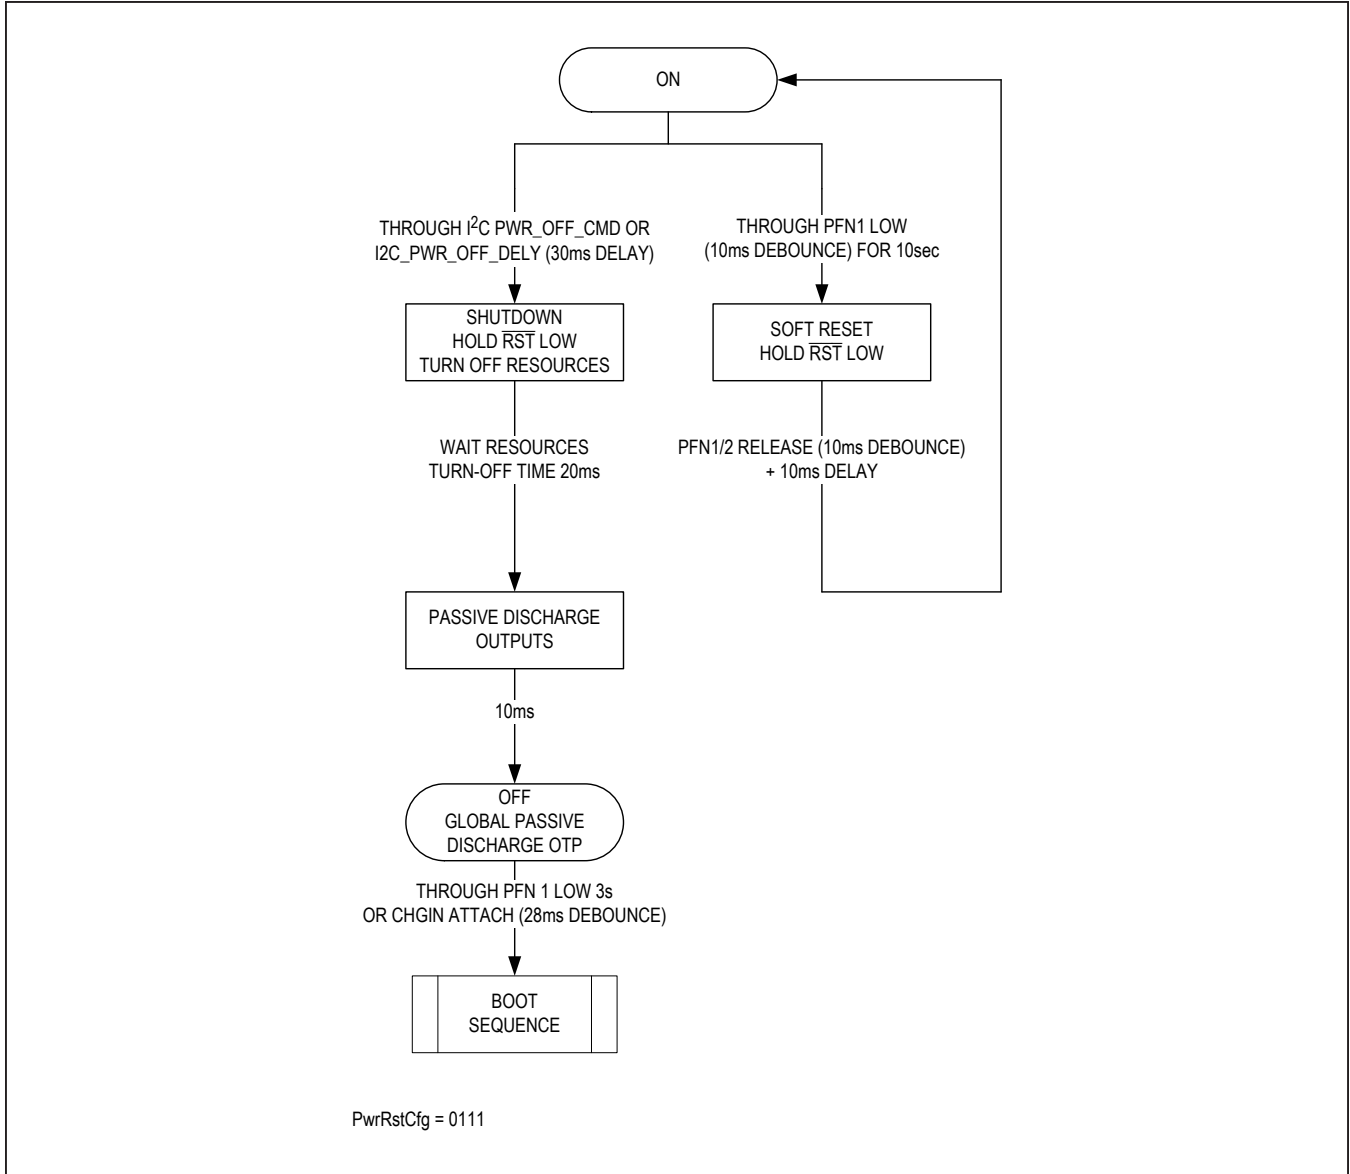 ON
THROUGH I²C PWR_OFF_CMD OR
I2C_PWR_OFF_DELY (30ms DELAY)
THROUGH PFN1 LOW
(10ms DEBOUNCE) FOR 10sec
SHUTDOWN
HOLD R̅S̅T̅ LOW
TURN OFF RESOURCES
SOFT RESET
HOLD R̅S̅T̅ LOW
WAIT RESOURCES
TURN-OFF TIME 20ms
PFN1/2 RELEASE (10ms DEBOUNCE)
+ 10ms DELAY
PASSIVE DISCHARGE
OUTPUTS
10ms
OFF
GLOBAL PASSIVE
DISCHARGE OTP
THROUGH PFN 1 LOW 3s
OR CHGIN ATTACH (28ms DEBOUNCE)
BOOT
SEQUENCE
PwrRstCfg = 0111